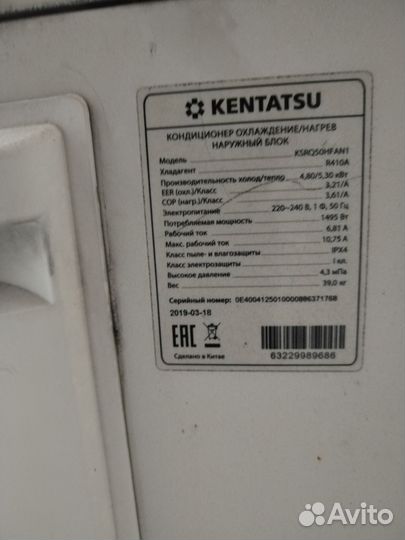 KENTATSU
КОНДИЦИОНЕР ОХЛАЖДЕНИЕ/НАГРЕВ
НАРУЖНЫЙ БЛОК
Модель KSRQ50HFAN1
Хладагент R410A
Производительность холод/тепло 4,80/5,30 кВт
EER (охл.)/Класс 3,21/A
COP (нагр.)/Класс 3,61/A
Электропитание 220~240 В, 1 Ф, 50 Гц
Потребляемая мощность 1495 Вт
Рабочий ток 6,81 А
Макс. рабочий ток 10,75 А
Класс пыле- и влагозащиты IPX4
Класс электрозащиты I кл.
Высокое давление 4,3 мПа
Вес 39,0 кг
Серийный номер: 0E40041250100008B6371768
2019-03-18
EAC
Сделано в Китае
63229989686
Avito